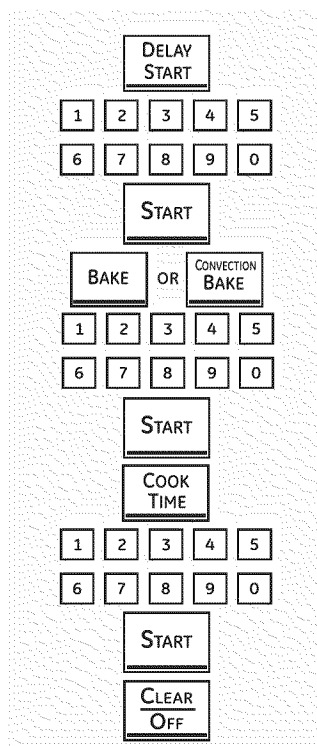 DELAY
START
1 2 3 4 5
6 7 8 9 0
START
BAKE OR CONVECTION BAKE
1 2 3 4 5
6 7 8 9 0
START
COOK
TIME
1 2 3 4 5
6 7 8 9 0
START
CLEAR
OFF